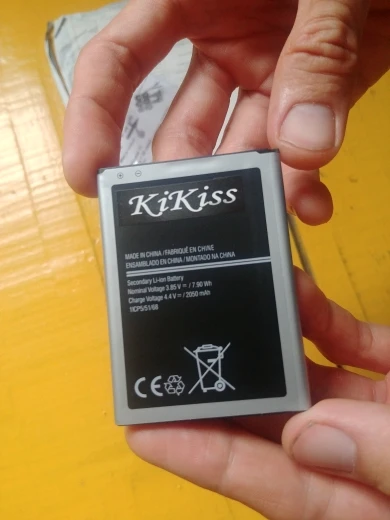 KiKiss
MADE IN CHINA / FABRIQUÉ EN CHINE
ENSAMBLADO EN CHINA / MONTADO NA CHINA
Secondary Li-ion Battery
Nominal Voltage 3.85 V ⎓ / 7.90 Wh
Charge Voltage 4.4 V ⎓ / 2050 mAh
1ICP5/51/68
CE